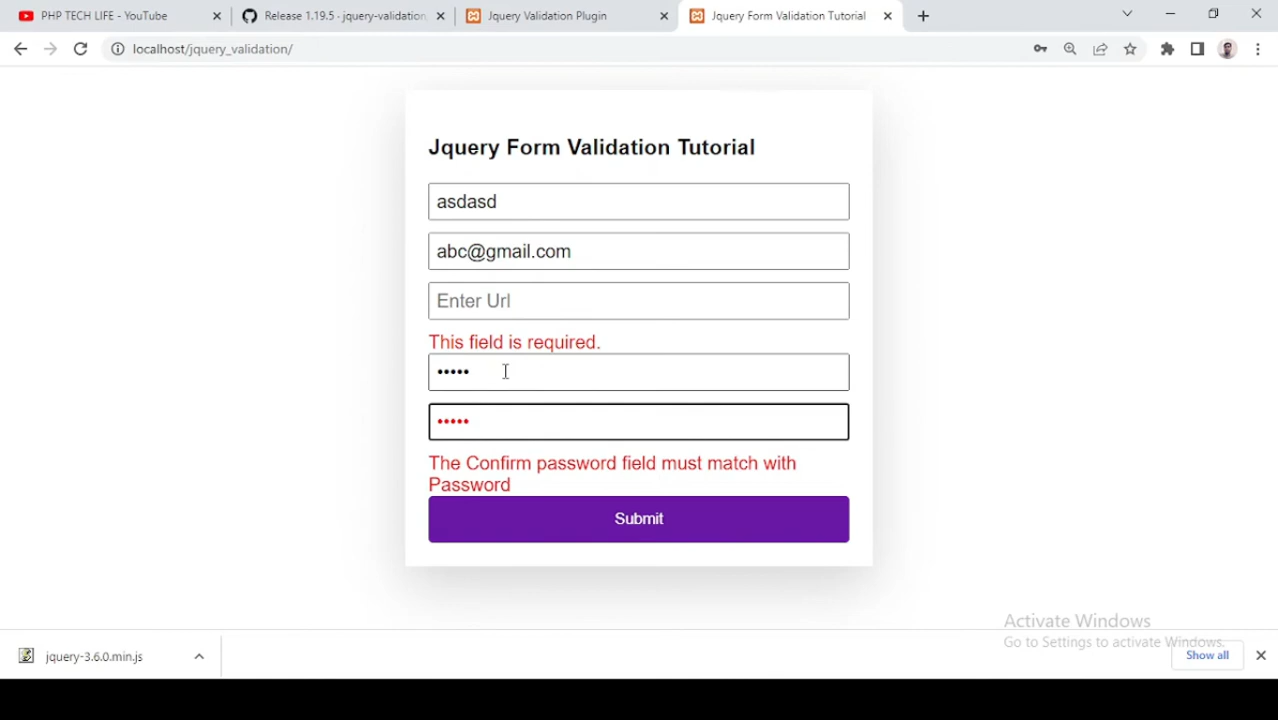 PHP TECH LIFE - YouTube
Release 1.19.5 · jquery-validation
Jquery Validation Plugin
Jquery Form Validation Tutorial
localhost/jquery_validation/
Jquery Form Validation Tutorial
asdasd
abc@gmail.com
Enter Url
This field is required.
•••••
•••••
The Confirm password field must match with
Password
Submit
Activate Windows
Go to Settings to activate Windows.
jquery-3.6.0.min.js
Show all